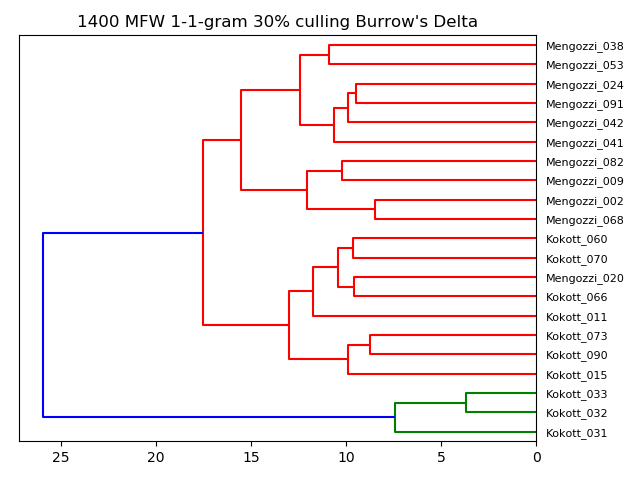 1400 MFW 1-1-gram 30% culling Burrow's Delta
Mengozzi_038
Mengozzi_053
Mengozzi_024
Mengozzi_091
Mengozzi_042
Mengozzi_041
Mengozzi_082
Mengozzi_009
Mengozzi_002
Mengozzi_068
Kokott_060
Kokott_070
Mengozzi_020
Kokott_066
Kokott_011
Kokott_073
Kokott_090
Kokott_015
Kokott_033
Kokott_032
Kokott_031
25 20 15 10 5 0